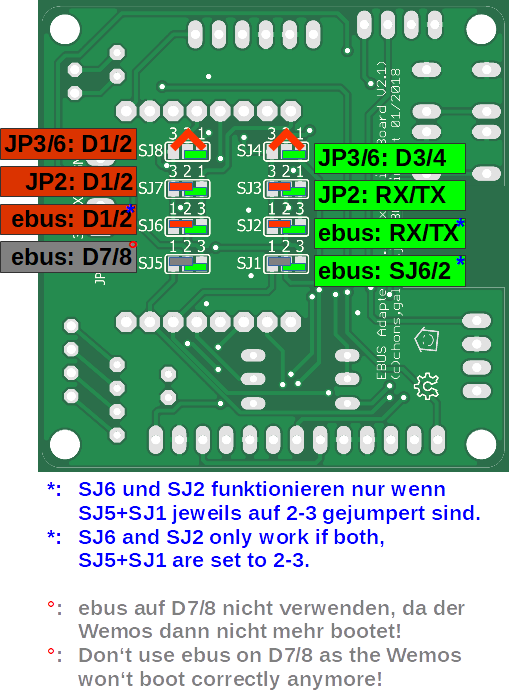 Board V2.1)
01/2018
3 2 1
3 2 1
SJ8
SJ4
JP3/6: D1/2
JP3/6: D3/4
3 2 1
3 2 1
SJ7
SJ3
JP2: D1/2
JP2: RX/TX
1 2 3
1 2 3
SJ6
SJ2
ebus: D1/2*
ebus: RX/TX*
1 2 3
1 2 3
SJ5
SJ1
ebus: D7/8°
ebus: SJ6/2*
JP
EBUS Adapte
(c)chons,gal
*: SJ6 und SJ2 funktionieren nur wenn
SJ5+SJ1 jeweils auf 2-3 gejumpert sind.
*: SJ6 and SJ2 only work if both,
SJ5+SJ1 are set to 2-3.
°: ebus auf D7/8 nicht verwenden, da der
Wemos dann nicht mehr bootet!
°: Don‘t use ebus on D7/8 as the Wemos
won‘t boot correctly anymore!